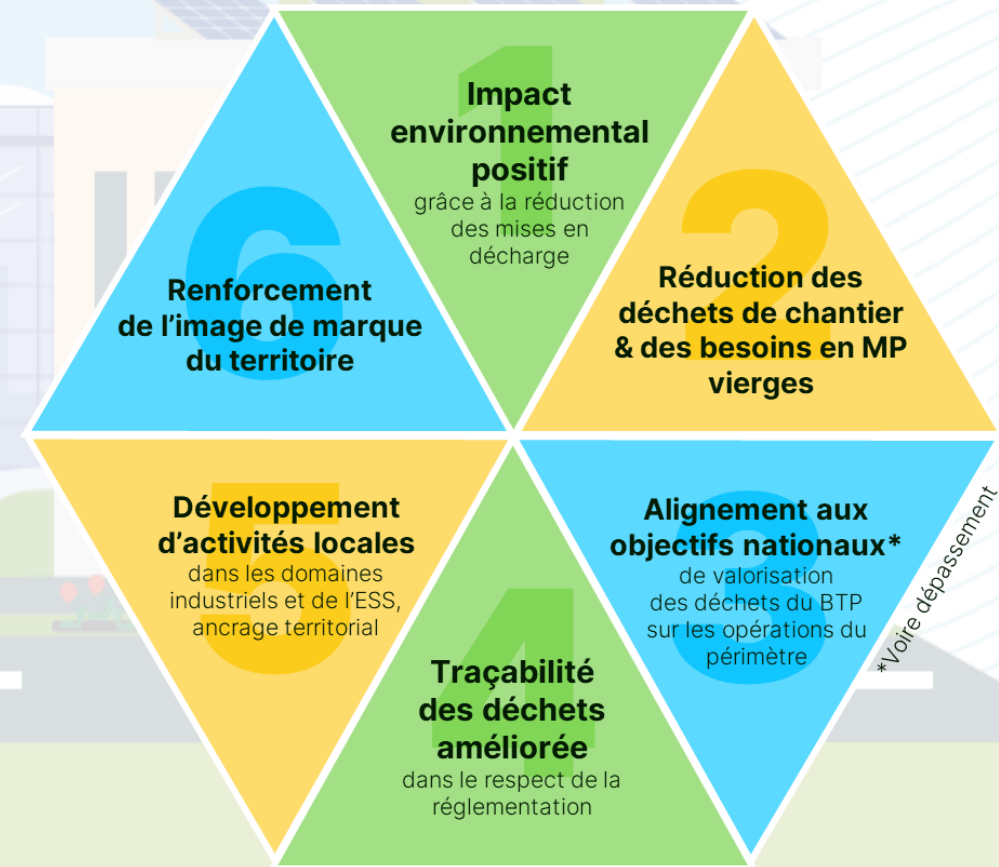 1
Impact
environnemental
positif
grâce à la réduction
des mises en
décharge
2
Réduction des
déchets de chantier
& des besoins en MP
vierges
3
Alignement aux
objectifs nationaux*
de valorisation
des déchets du BTP
sur les opérations du
périmètre
*Voire dépassement
4
Traçabilité
des déchets
améliorée
dans le respect de la
réglementation
5
Développement
d’activités locales
dans les domaines
industriels et de l’ESS,
ancrage territorial
6
Renforcement
de l’image de marque
du territoire